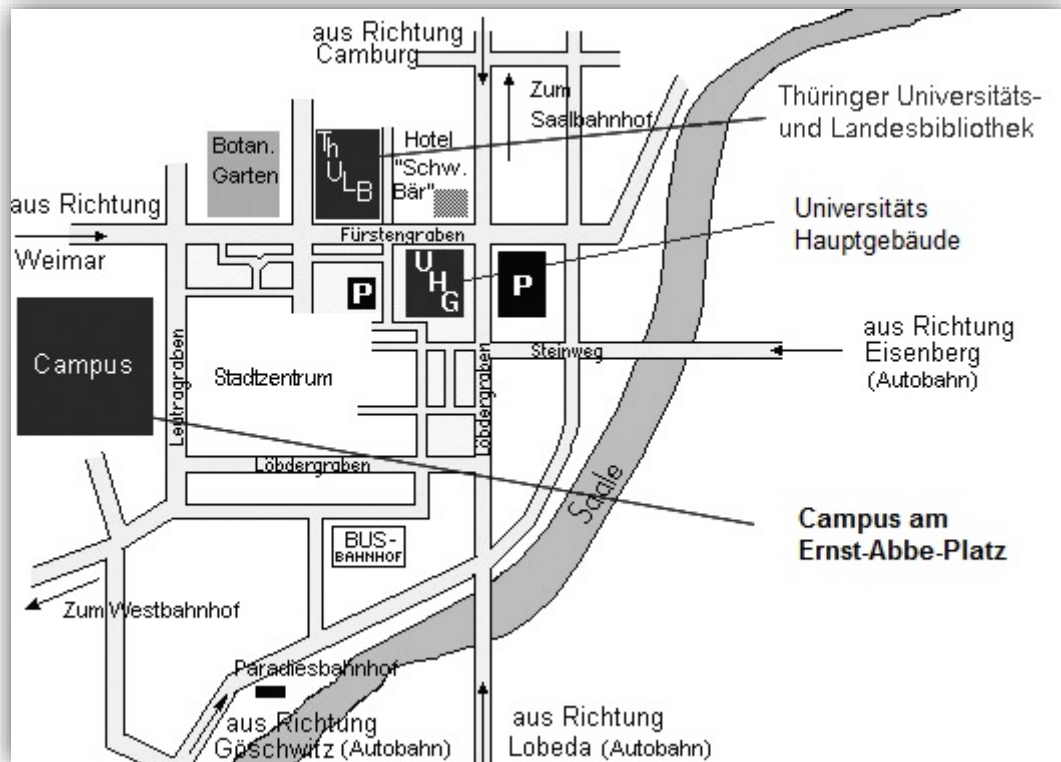 aus Richtung
Camburg
Zum
Saalbahnhof
Thüringer Universitäts-
und Landesbibliothek
Botan.
Garten
ThULB
Hotel
"Schw.
Bär"
aus Richtung
Weimar
Fürstengraben
Universitäts
Hauptgebäude
UHG
P
P
Campus
Leutragraben
Stadtzentrum
Löbdergraben
Steinweg
aus Richtung
Eisenberg
(Autobahn)
Löbdergraben
Saale
Campus am
Ernst-Abbe-Platz
BUS-
BAHNHOF
Zum Westbahnhof
Paradiesbahnhof
aus Richtung
Göschwitz (Autobahn)
aus Richtung
Lobeda (Autobahn)